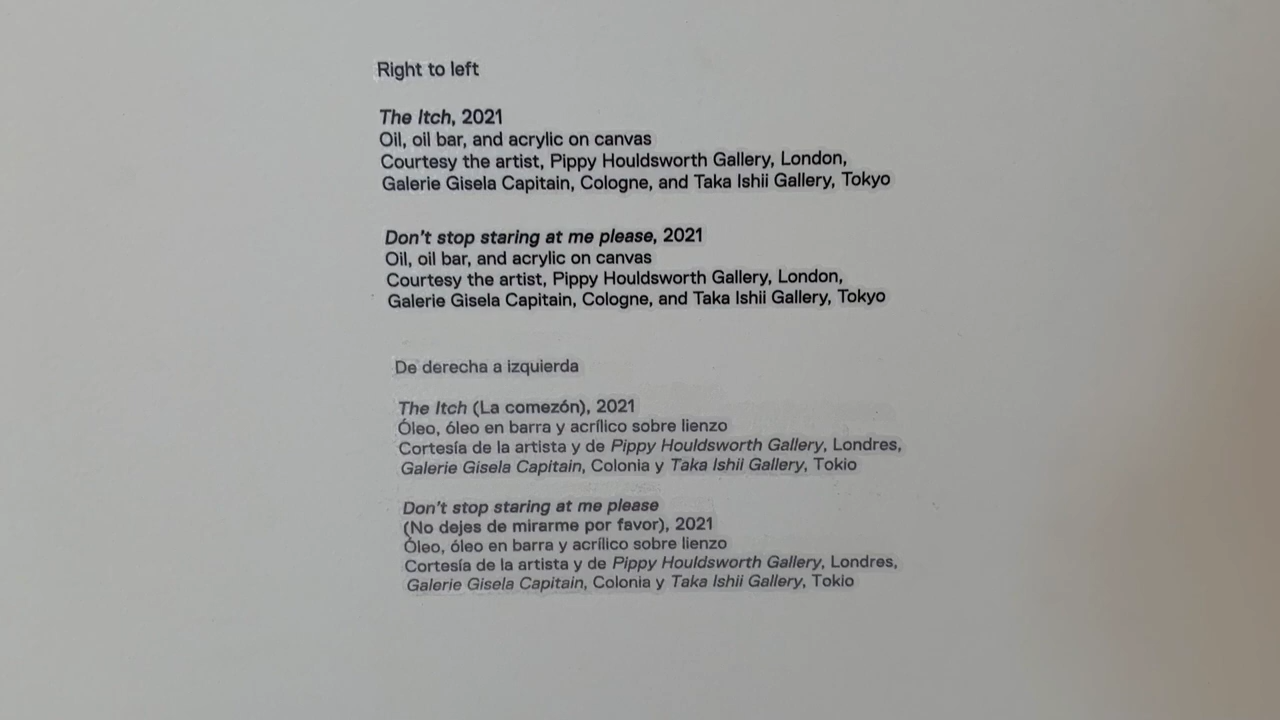 Right to left
The Itch, 2021
Oil, oil bar, and acrylic on canvas
Courtesy the artist, Pippy Houldsworth Gallery, London,
Galerie Gisela Capitain, Cologne, and Taka Ishii Gallery, Tokyo
Don't stop staring at me please, 2021
Oil, oil bar, and acrylic on canvas
Courtesy the artist, Pippy Houldsworth Gallery, London,
Galerie Gisela Capitain, Cologne, and Taka Ishii Gallery, Tokyo
De derecha a izquierda
The Itch (La comezón), 2021
Óleo, óleo en barra y acrílico sobre lienzo
Cortesía de la artista y de Pippy Houldsworth Gallery, Londres,
Galerie Gisela Capitain, Colonia y Taka Ishii Gallery, Tokio
Don't stop staring at me please
(No dejes de mirarme por favor), 2021
Óleo, óleo en barra y acrílico sobre lienzo
Cortesía de la artista y de Pippy Houldsworth Gallery, Londres,
Galerie Gisela Capitain, Colonia y Taka Ishii Gallery, Tokio